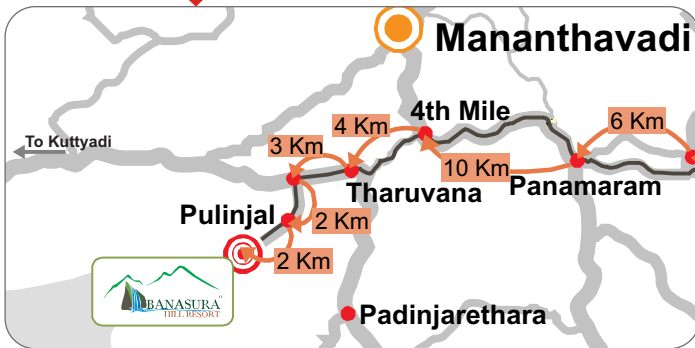 Mananthavadi
4th Mile
6 Km
4 Km
3 Km
To Kuttyadi
10 Km
Tharuvana
Panamaram
Pulinjal
2 Km
2 Km
BANASURA
HILL RESORT
Padinjarethara